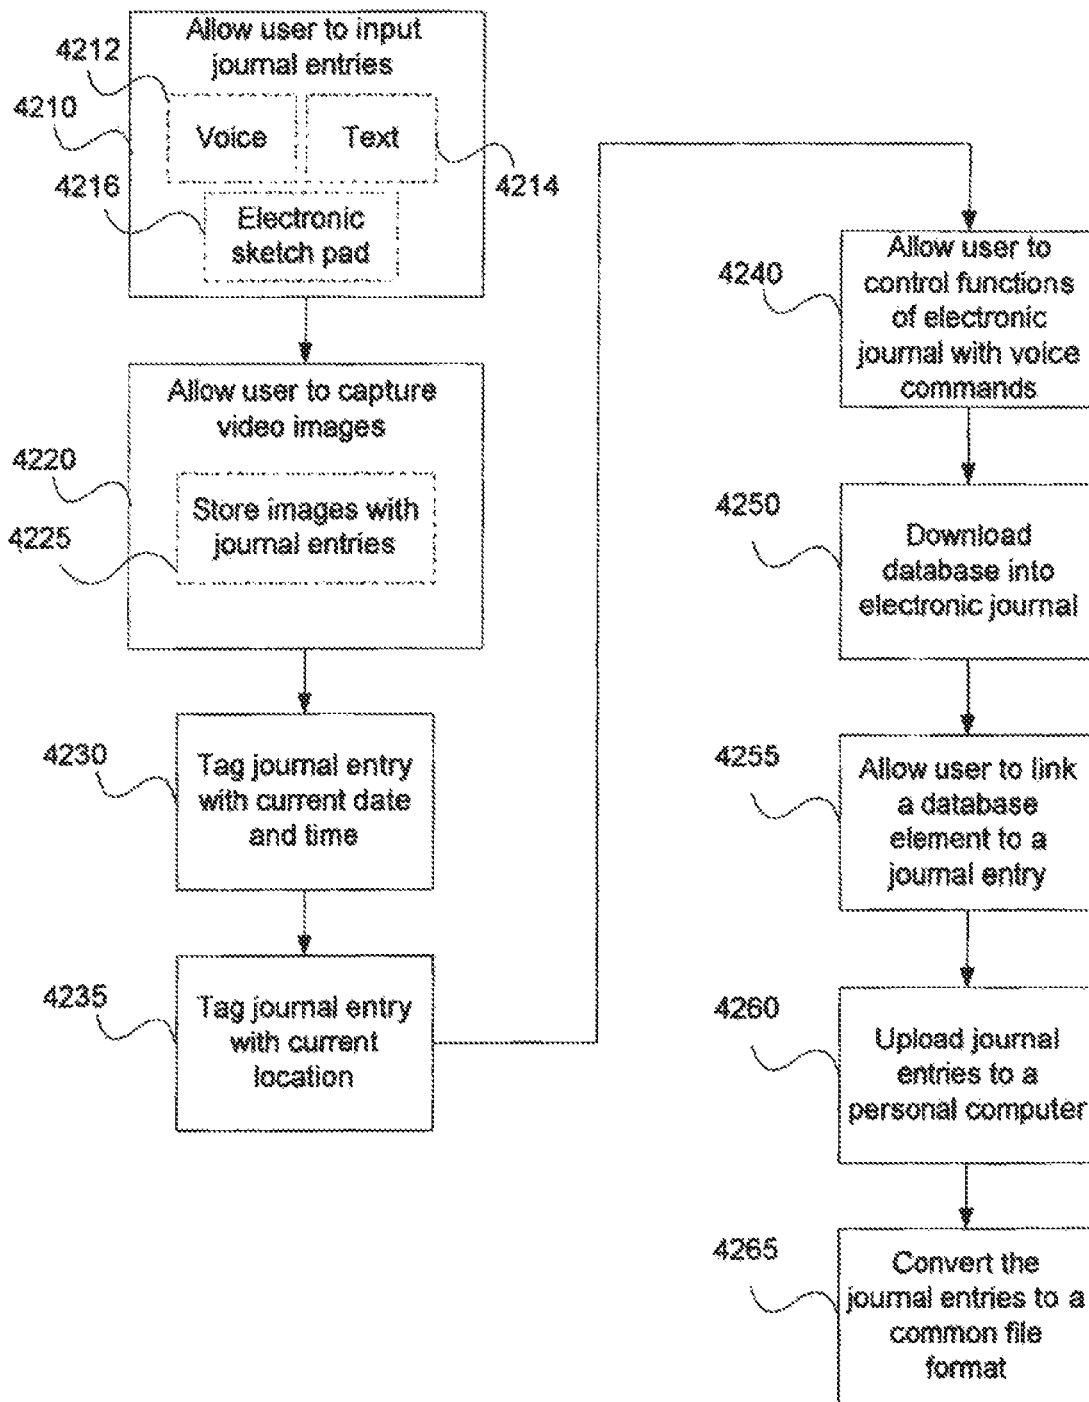 Allow user to input
journal entries
4212
4210
Voice
Text
4214
4216
Electronic
sketch pad
Allow user to capture
video images
4220
Store images with
journal entries
4225
4230
Tag journal entry
with current date
and time
4235
Tag journal entry
with current
location
4240
Allow user to
control functions
of electronic
journal with voice
commands
4250
Download
database into
electronic journal
4255
Allow user to link
a database
element to a
journal entry
4260
Upload journal
entries to a
personal computer
4265
Convert the
journal entries to a
common file
format